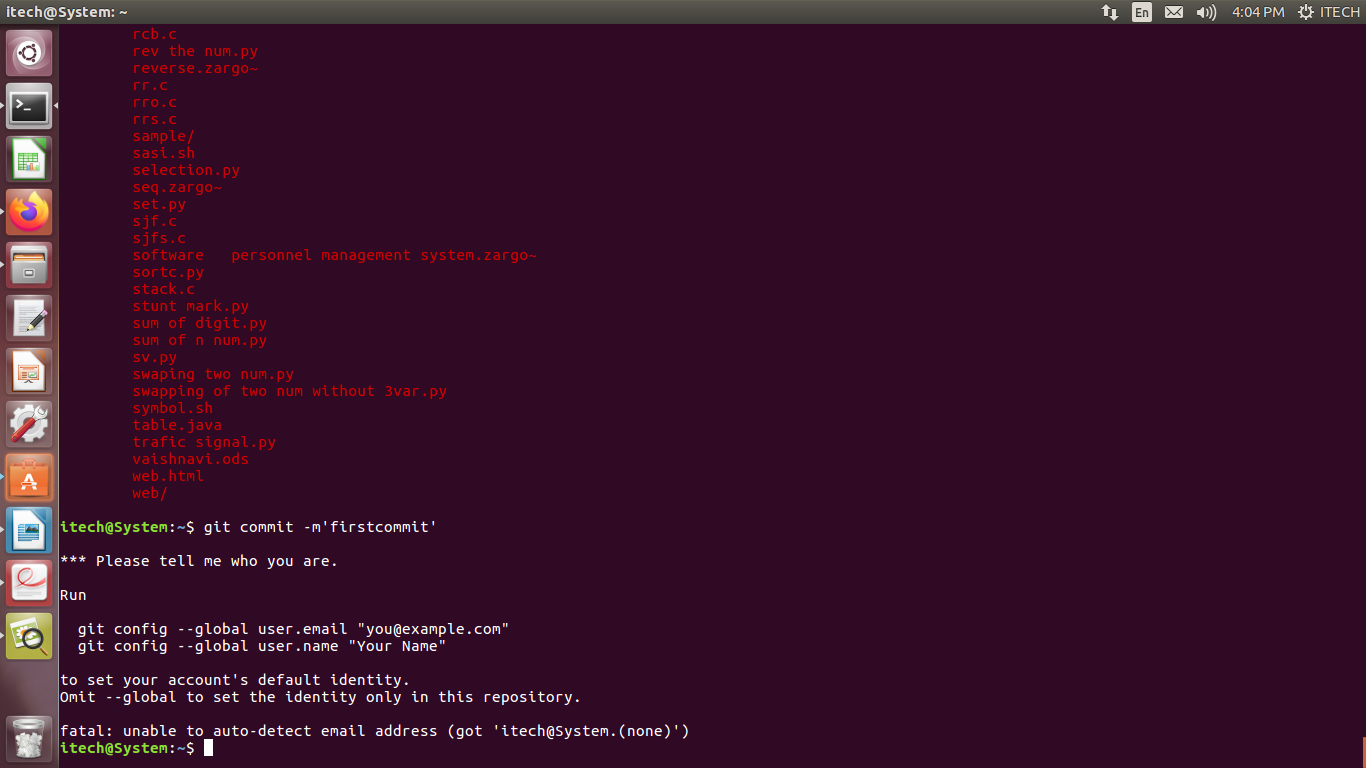 itech@System: ~
En
4:04 PM
ITECH
rcb.c
rev the num.py
reverse.zargo~
rr.c
rro.c
rrs.c
sample/
sasi.sh
selection.py
seq.zargo~
set.py
sjf.c
sjfs.c
software   personnel management system.zargo~
sortc.py
stack.c
stunt mark.py
sum of digit.py
sum of n num.py
sv.py
swaping two num.py
swapping of two num without 3var.py
symbol.sh
table.java
trafic signal.py
vaishnavi.ods
web.html
web/
itech@System:~$ git commit -m'firstcommit'
*** Please tell me who you are.
Run
git config --global user.email "you@example.com"
git config --global user.name "Your Name"
to set your account's default identity.
Omit --global to set the identity only in this repository.
fatal: unable to auto-detect email address (got 'itech@System.(none)')
itech@System:~$